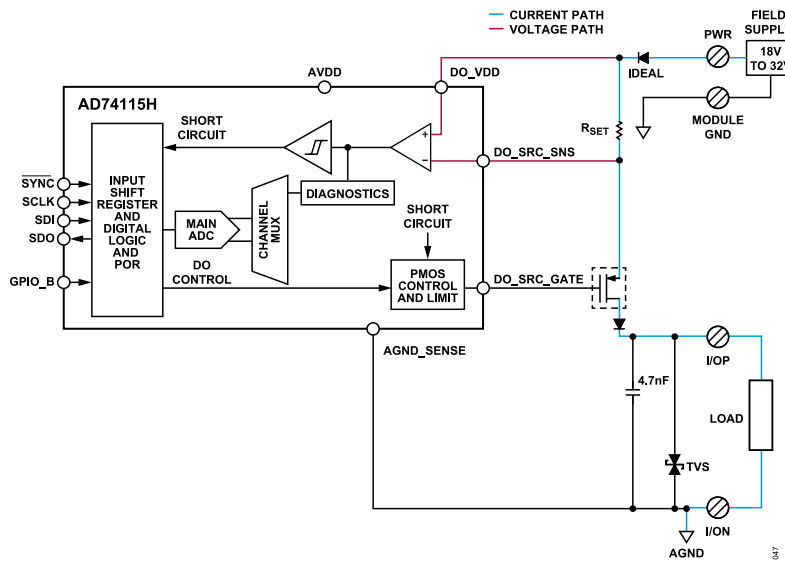 CURRENT PATH
VOLTAGE PATH
FIELD
SUPPLY
PWR
18V
TO 32V
IDEAL
MODULE
GND
AVDD
DO_VDD
AD74115H
RSET
SHORT
CIRCUIT
DO_SRC_SNS
SYNC
SCLK
SDI
SDO
GPIO_B
INPUT
SHIFT
REGISTER
AND
DIGITAL
LOGIC
AND
POR
DIAGNOSTICS
MAIN
ADC
CHANNEL
MUX
SHORT
CIRCUIT
DO
CONTROL
PMOS
CONTROL
AND LIMIT
DO_SRC_GATE
AGND_SENSE
I/OP
4.7nF
LOAD
TVS
I/ON
AGND
047